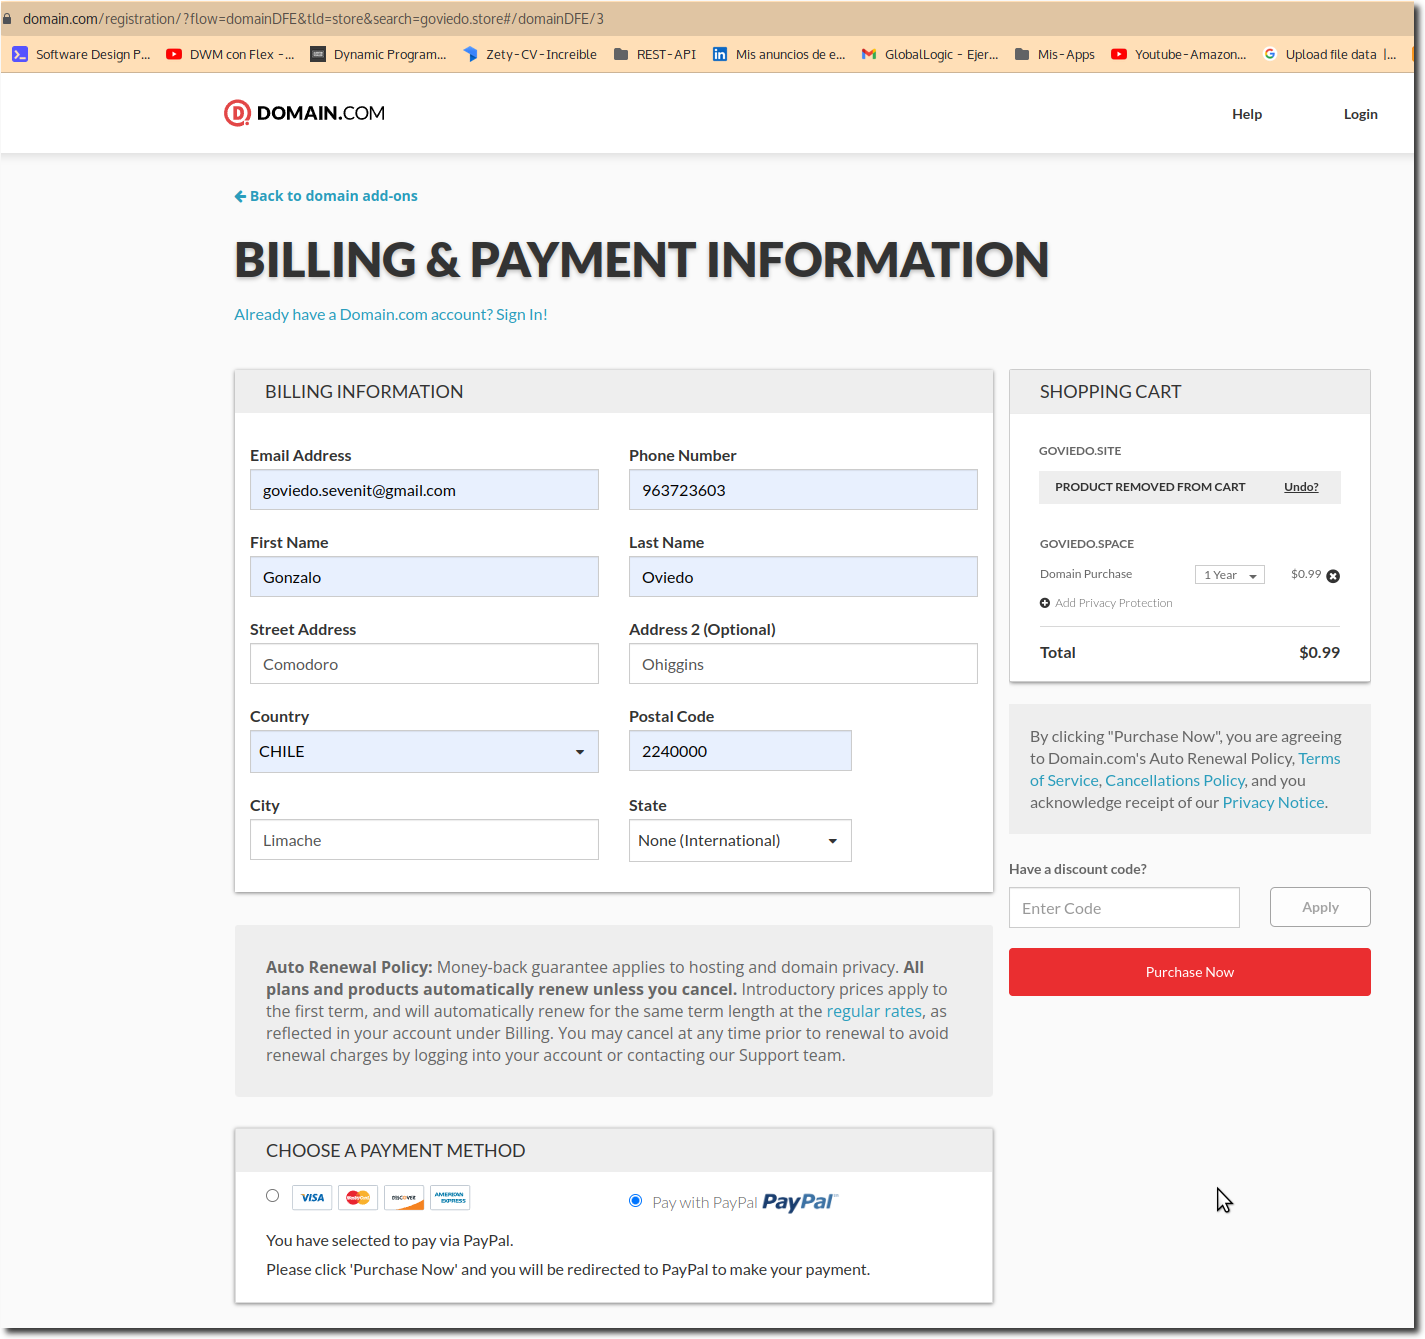 domain.com/registration/?flow=domainDFE&tld=store&search=goviedo.store#/domainDFE/3
Software Design P...
DWM con Flex -...
Dynamic Program...
Zety-CV-Increible
REST-API
Mis anuncios de e...
GlobalLogic - Ejer...
Mis-Apps
Youtube-Amazon...
Upload file data |...
DOMAIN.COM
Help
Login
Back to domain add-ons
BILLING & PAYMENT INFORMATION
Already have a Domain.com account? Sign In!
BILLING INFORMATION
Email Address
Phone Number
goviedo.sevenit@gmail.com
963723603
First Name
Last Name
Gonzalo
Oviedo
Street Address
Address 2 (Optional)
Comodoro
Ohiggins
Country
Postal Code
CHILE
2240000
City
State
Limache
None (International)
Auto Renewal Policy: Money-back guarantee applies to hosting and domain privacy. All
plans and products automatically renew unless you cancel. Introductory prices apply to
the first term, and will automatically renew for the same term length at the regular rates, as
reflected in your account under Billing. You may cancel at any time prior to renewal to avoid
renewal charges by logging into your account or contacting our Support team.
CHOOSE A PAYMENT METHOD
VISA
MasterCard
DISCOVER
AMERICAN
EXPRESS
Pay with PayPal PayPal
You have selected to pay via PayPal.
Please click 'Purchase Now' and you will be redirected to PayPal to make your payment.
SHOPPING CART
GOVIEDO.SITE
PRODUCT REMOVED FROM CART Undo?
GOVIEDO.SPACE
Domain Purchase 1 Year $0.99
Add Privacy Protection
Total $0.99
By clicking "Purchase Now", you are agreeing
to Domain.com's Auto Renewal Policy, Terms
of Service, Cancellations Policy, and you
acknowledge receipt of our Privacy Notice.
Have a discount code?
Enter Code
Apply
Purchase Now